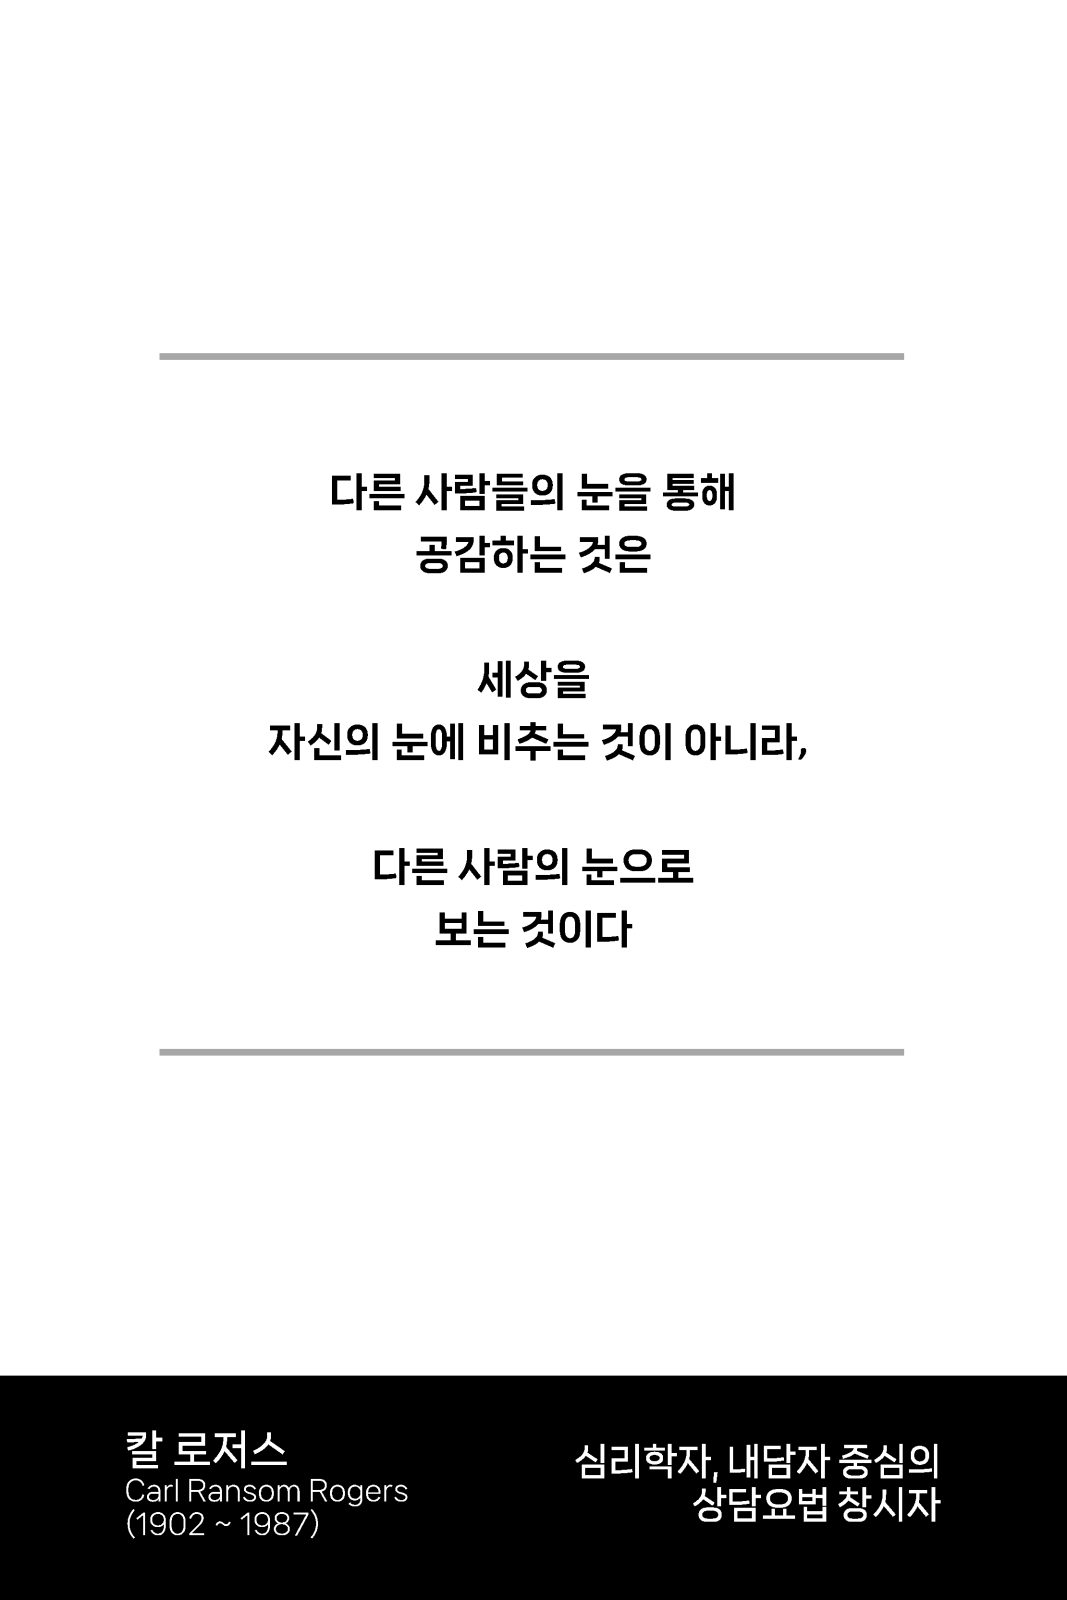 다른 사람들의 눈을 통해
공감하는 것은
세상을
자신의 눈에 비추는 것이 아니라,
다른 사람의 눈으로
보는 것이다
칼 로저스
Carl Ransom Rogers
(1902 ~ 1987)
심리학자, 내담자 중심의
상담요법 창시자